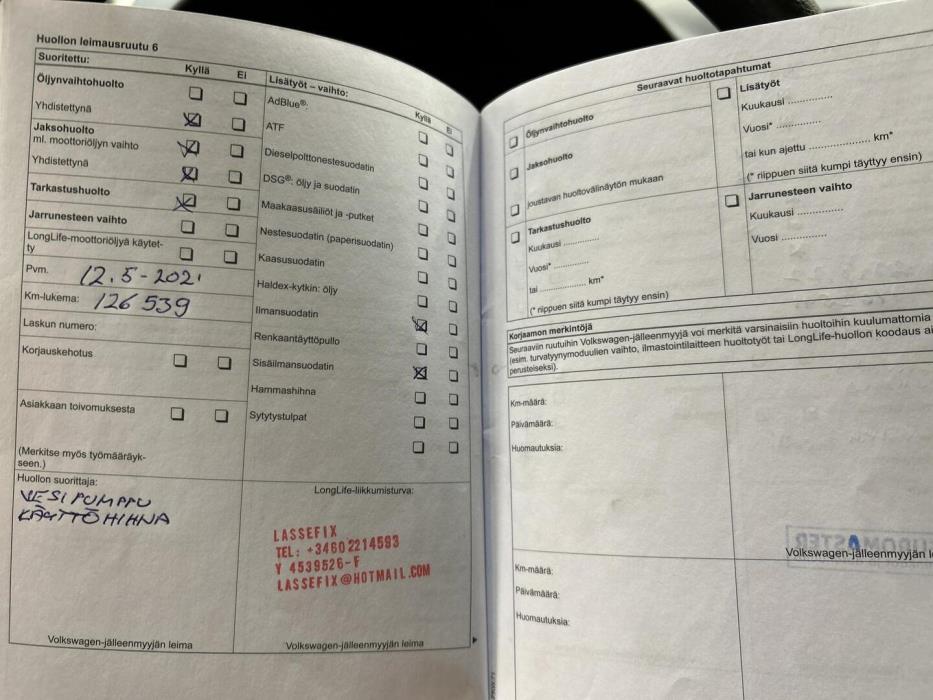 Huollon leimausruutu 6
Suoritettu:
Kyllä Ei
Öljynvaihtohuolto
Yhdistettynä
Jaksohuolto
ml. moottoriöljyn vaihto
Yhdistettynä
Tarkastushuolto
Jarrunesteen vaihto
LongLife-moottoriöljyä käytet-
ty
Pvm. 12.5-2021
Km-lukema: 126 539
Laskun numero:
Korjauskehotus
Asiakkaan toivomuksesta
(Merkitse myös työmääräyk-
seen.)
Huollon suorittaja:
VESIPUMPPU
KÄYTTÖHIHNA
Volkswagen-jälleenmyyjän leima
Lisätyöt – vaihto:
Kyllä Ei
AdBlue®:
ATF
Dieselpolttonestesuodatin
DSG®: öljy ja suodatin
Maakaasusäiliöt ja -putket
Nestesuodatin (paperisuodatin)
Kaasusuodatin
Haldex-kytkin: öljy
Ilmansuodatin
Renkaantäyttöpullo
Sisäilmansuodatin
Hammashihna
Sytytystulpat
LongLife-liikkumisturva:
LASSEFIX
TEL: +34602214593
Y 4539526-F
LASSEFIX@HOTMAIL.COM
Volkswagen-jälleenmyyjän leima
Seuraavat huoltotapahtumat
Öljynvaihtohuolto
Jaksohuolto
joustavan huoltovälinäytön mukaan
Tarkastushuolto
Kuukausi ............
Vuosi* ............
tai .................... km*
(* riippuen siitä kumpi täytyy ensin)
Lisätyöt
Kuukausi ............
Vuosi* ............
tai kun ajettu .................... km*
(* riippuen siitä kumpi täytyy ensin)
Jarrunesteen vaihto
Kuukausi ............
Vuosi ............
Korjaamon merkintöjä
Seuraaviin ruutuihin Volkswagen-jälleenmyyjä voi merkitä varsinaisiin huoltoihin kuulumattomia
(esim. turvatyynymoduulien vaihto, ilmastointilaitteen huoltotyöt tai LongLife-huollon koodaus
perusteiseksi).
Km-määrä:
Päivämäärä:
Huomautuksia:
Volkswagen-jälleenmyyjän
Km-määrä:
Päivämäärä:
Huomautuksia: